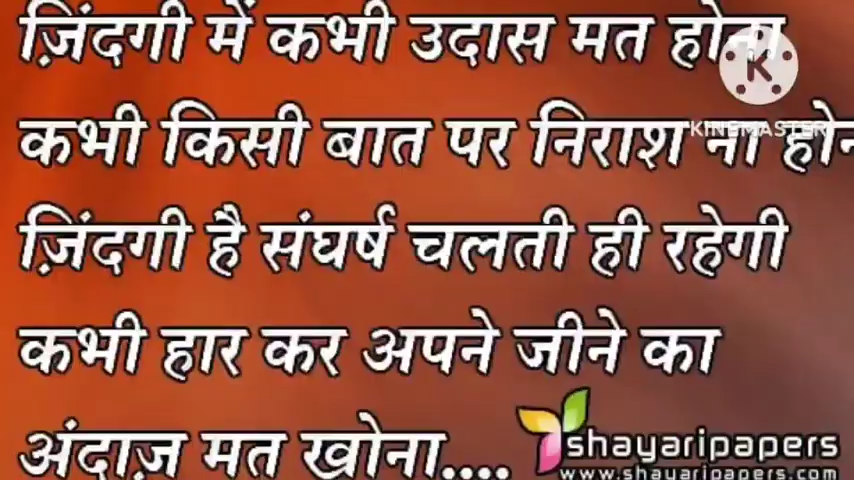 ज़िंदगी में कभी उदास मत होना
KINEMASTER
कभी किसी बात पर निराश ना होन
ज़िंदगी है संघर्ष चलती ही रहेगी
कभी हार कर अपने जीने का
अंदाज़ मत खोना....
shayaripapers
www.shayaripapers.com